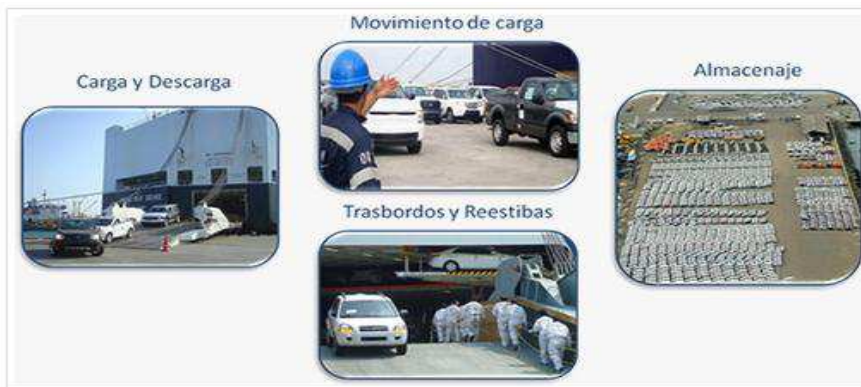 Movimiento de carga
Carga y Descarga
Almacenaje
Trasbordos y Reestibas